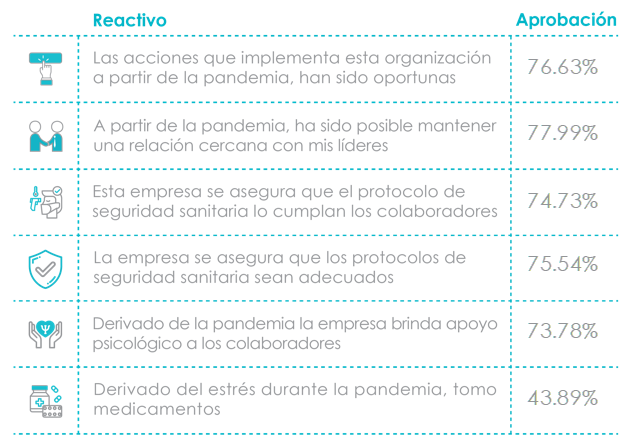 Reactivo
Aprobación
Las acciones que implementa esta organización
a partir de la pandemia, han sido oportunas
76.63%
A partir de la pandemia, ha sido posible mantener
una relación cercana con mis líderes
77.99%
Esta empresa se asegura que el protocolo de
seguridad sanitaria lo cumplan los colaboradores
74.73%
La empresa se asegura que los protocolos de
seguridad sanitaria sean adecuados
75.54%
Derivado de la pandemia la empresa brinda apoyo
psicológico a los colaboradores
73.78%
Derivado del estrés durante la pandemia, tomo
medicamentos
43.89%